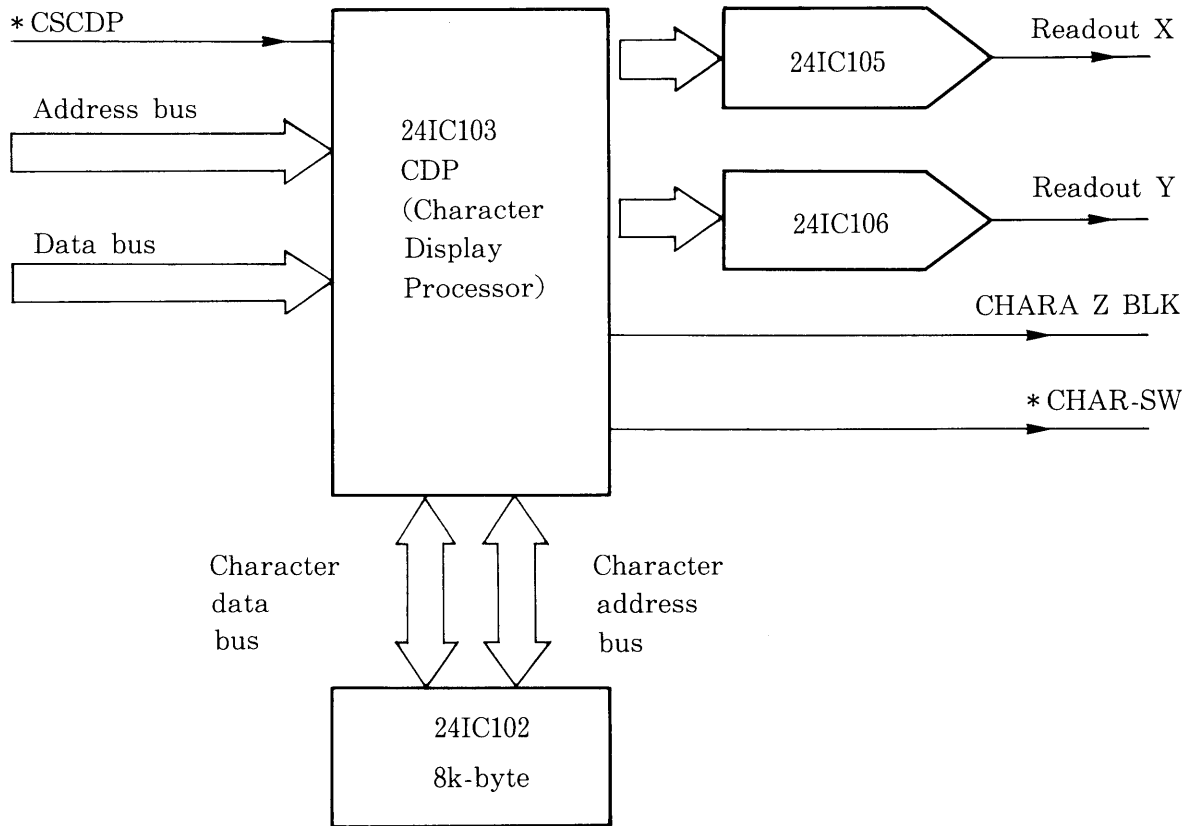 * CSCDP
Address bus
Data bus
24IC103
CDP
(Character
Display
Processor)
24IC105
Readout X
24IC106
Readout Y
CHARA Z BLK
* CHAR-SW
Character
data
bus
Character
address
bus
24IC102
8k-byte